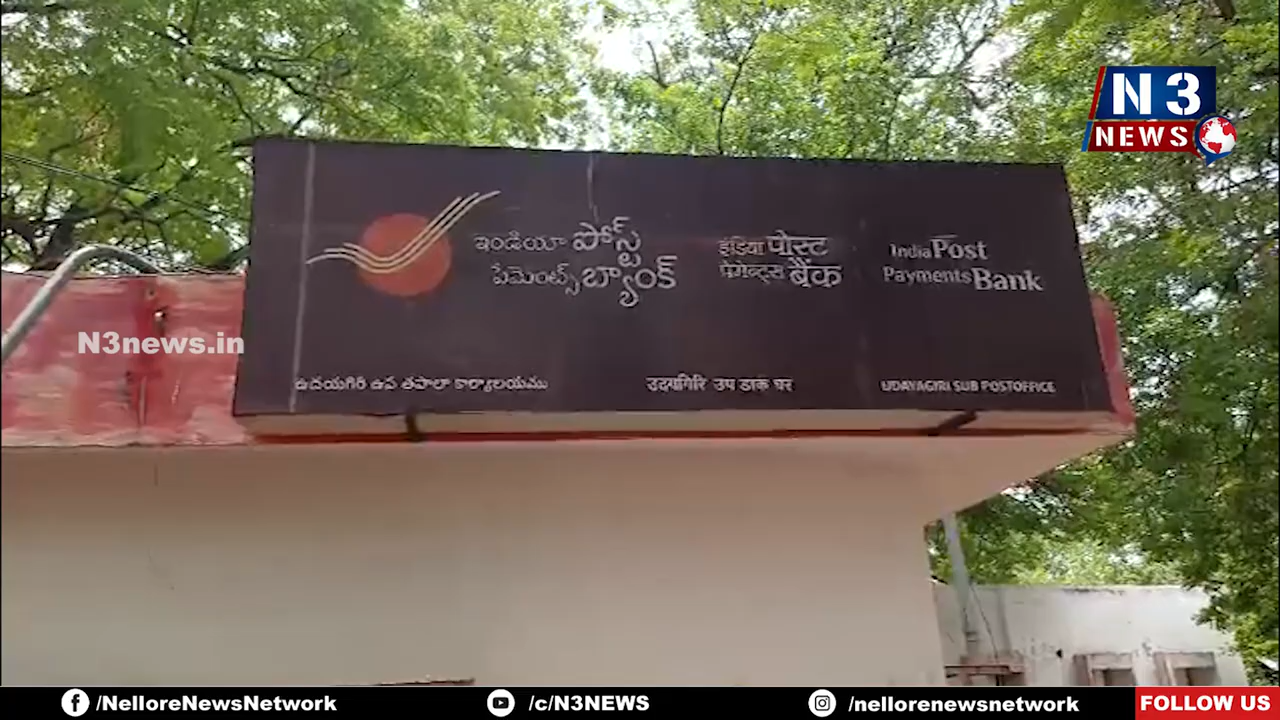 N3
NEWS
ఇండియా పోస్ట్
పేమెంట్స్ బ్యాంక్
इंडिया पोस्ट
पेमेन्ट्स बैंक
India Post
Payments Bank
N3news.in
ఉదయగిరి ఉప తపాలా కార్యాలయము
उदयगिरि उप डाक घर
UDAYAGIRI SUB POSTOFFICE
/NelloreNewsNetwork
/c/N3NEWS
/nellorenewsnetwork
FOLLOW US